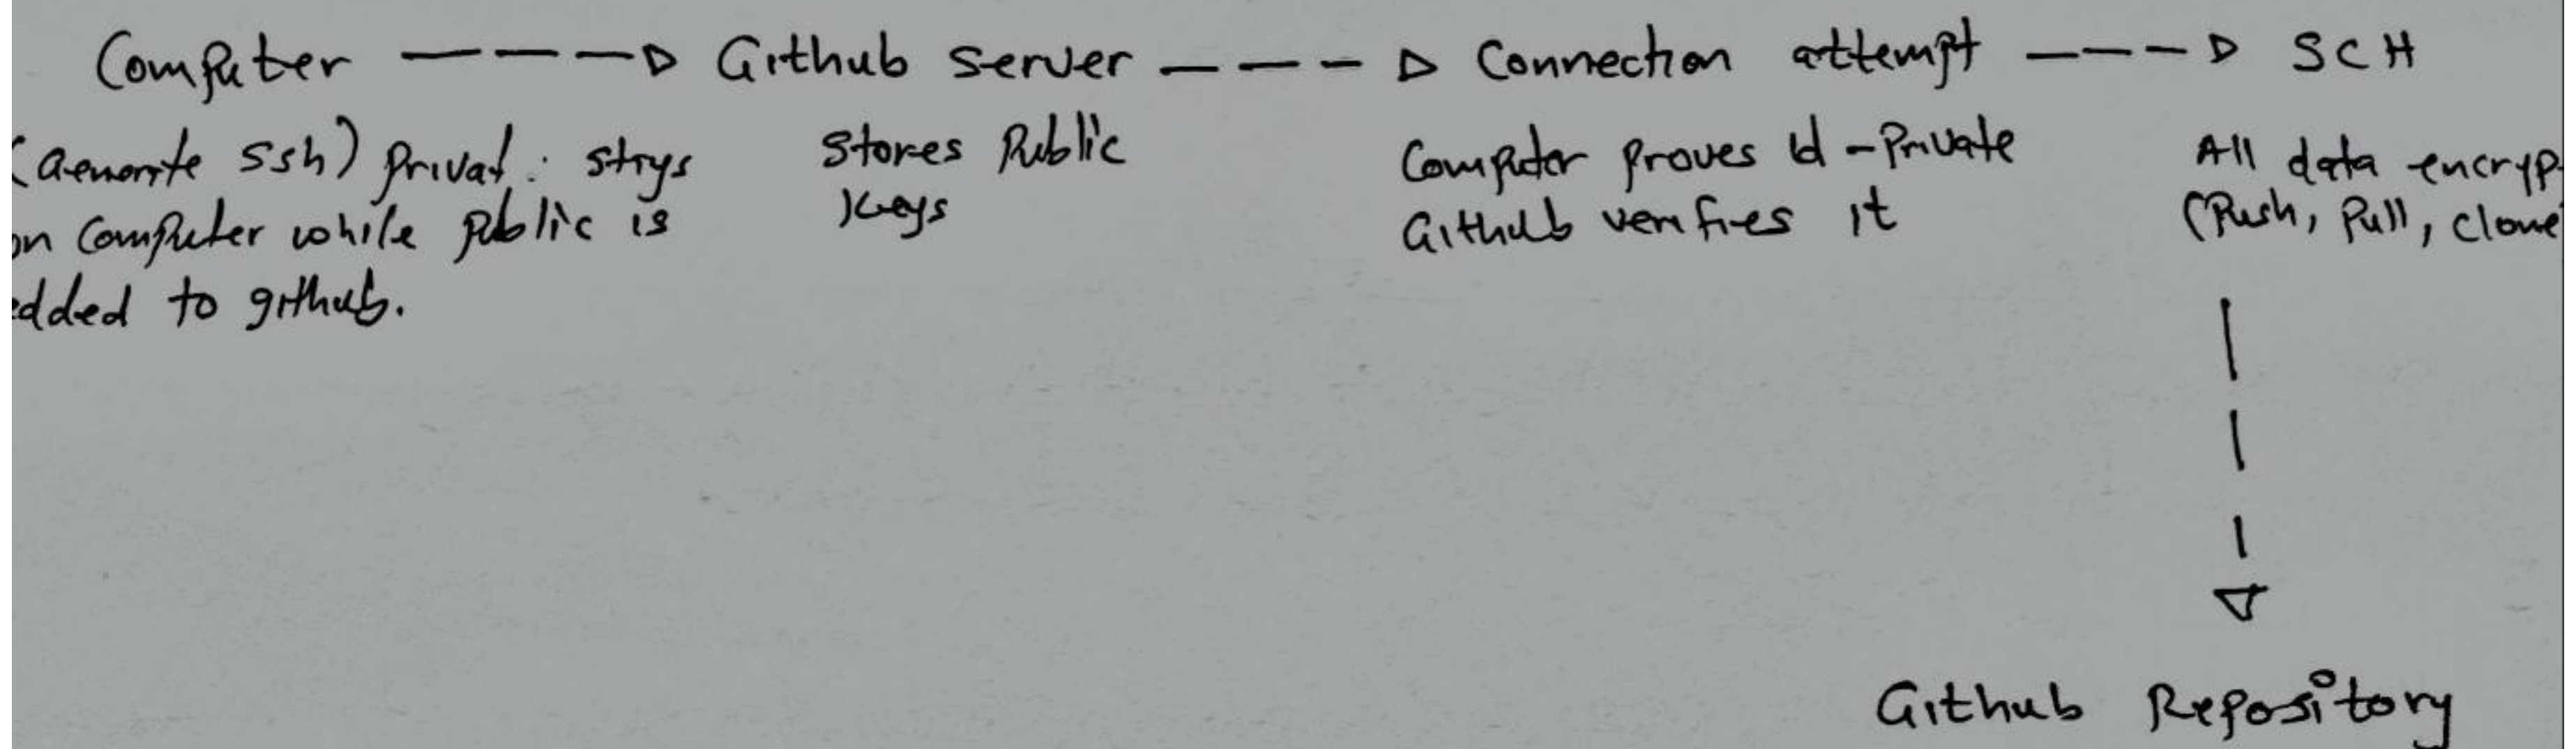 Computer ----> Github server ----> Connection attempt ----> SCH
(Generate ssh) Privat : stays
on Computer while public is
added to github.
Stores Public
Keys
Computer proves Id - Private
Github verifies it
All data encryp
(Push, Pull, clone
Github Repository